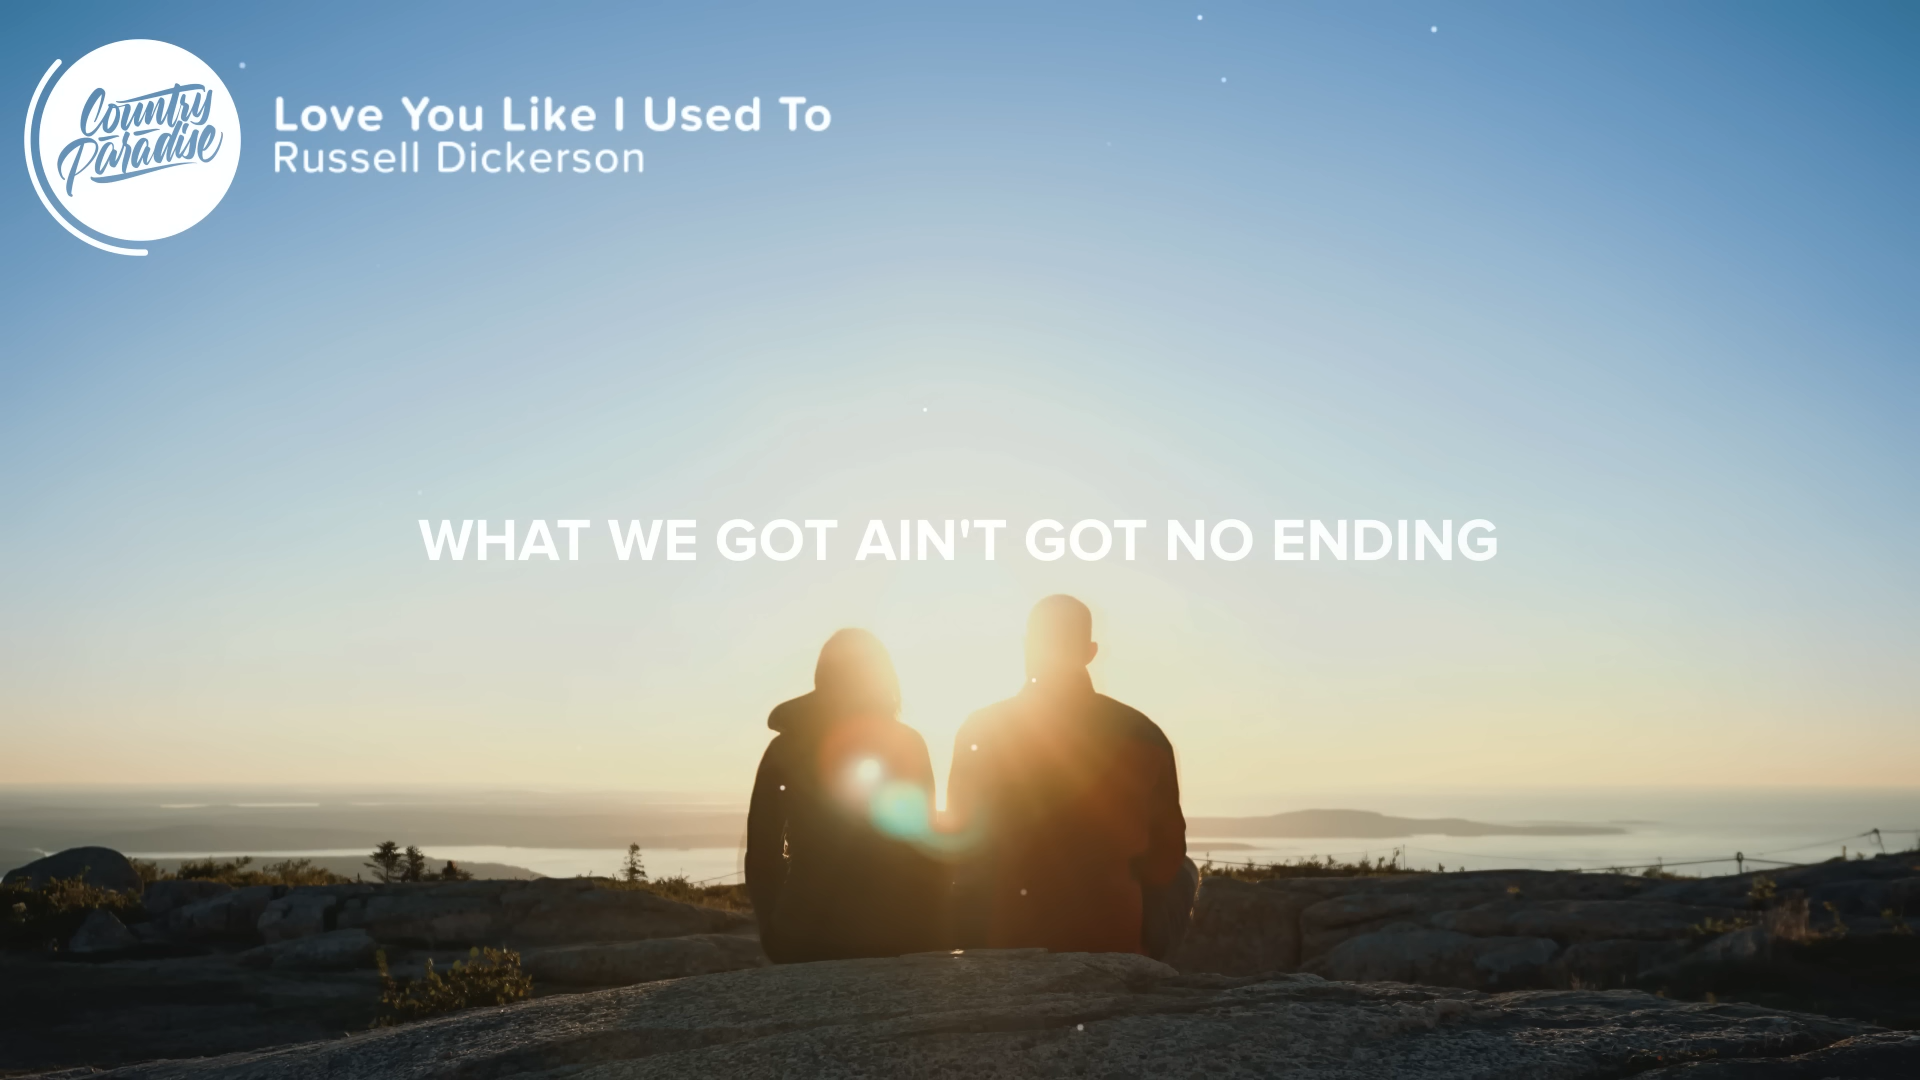 Country
Paradise
Love You Like I Used To
Russell Dickerson
WHAT WE GOT AIN'T GOT NO ENDING